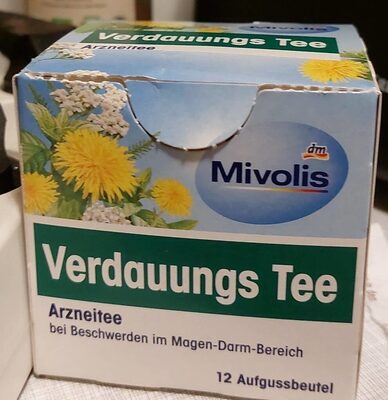 Verdauungs Tee
Arzneitee
dm
Mivolis
Verdauungs Tee
Arzneitee
bei Beschwerden im Magen-Darm-Bereich
12 Aufgussbeutel